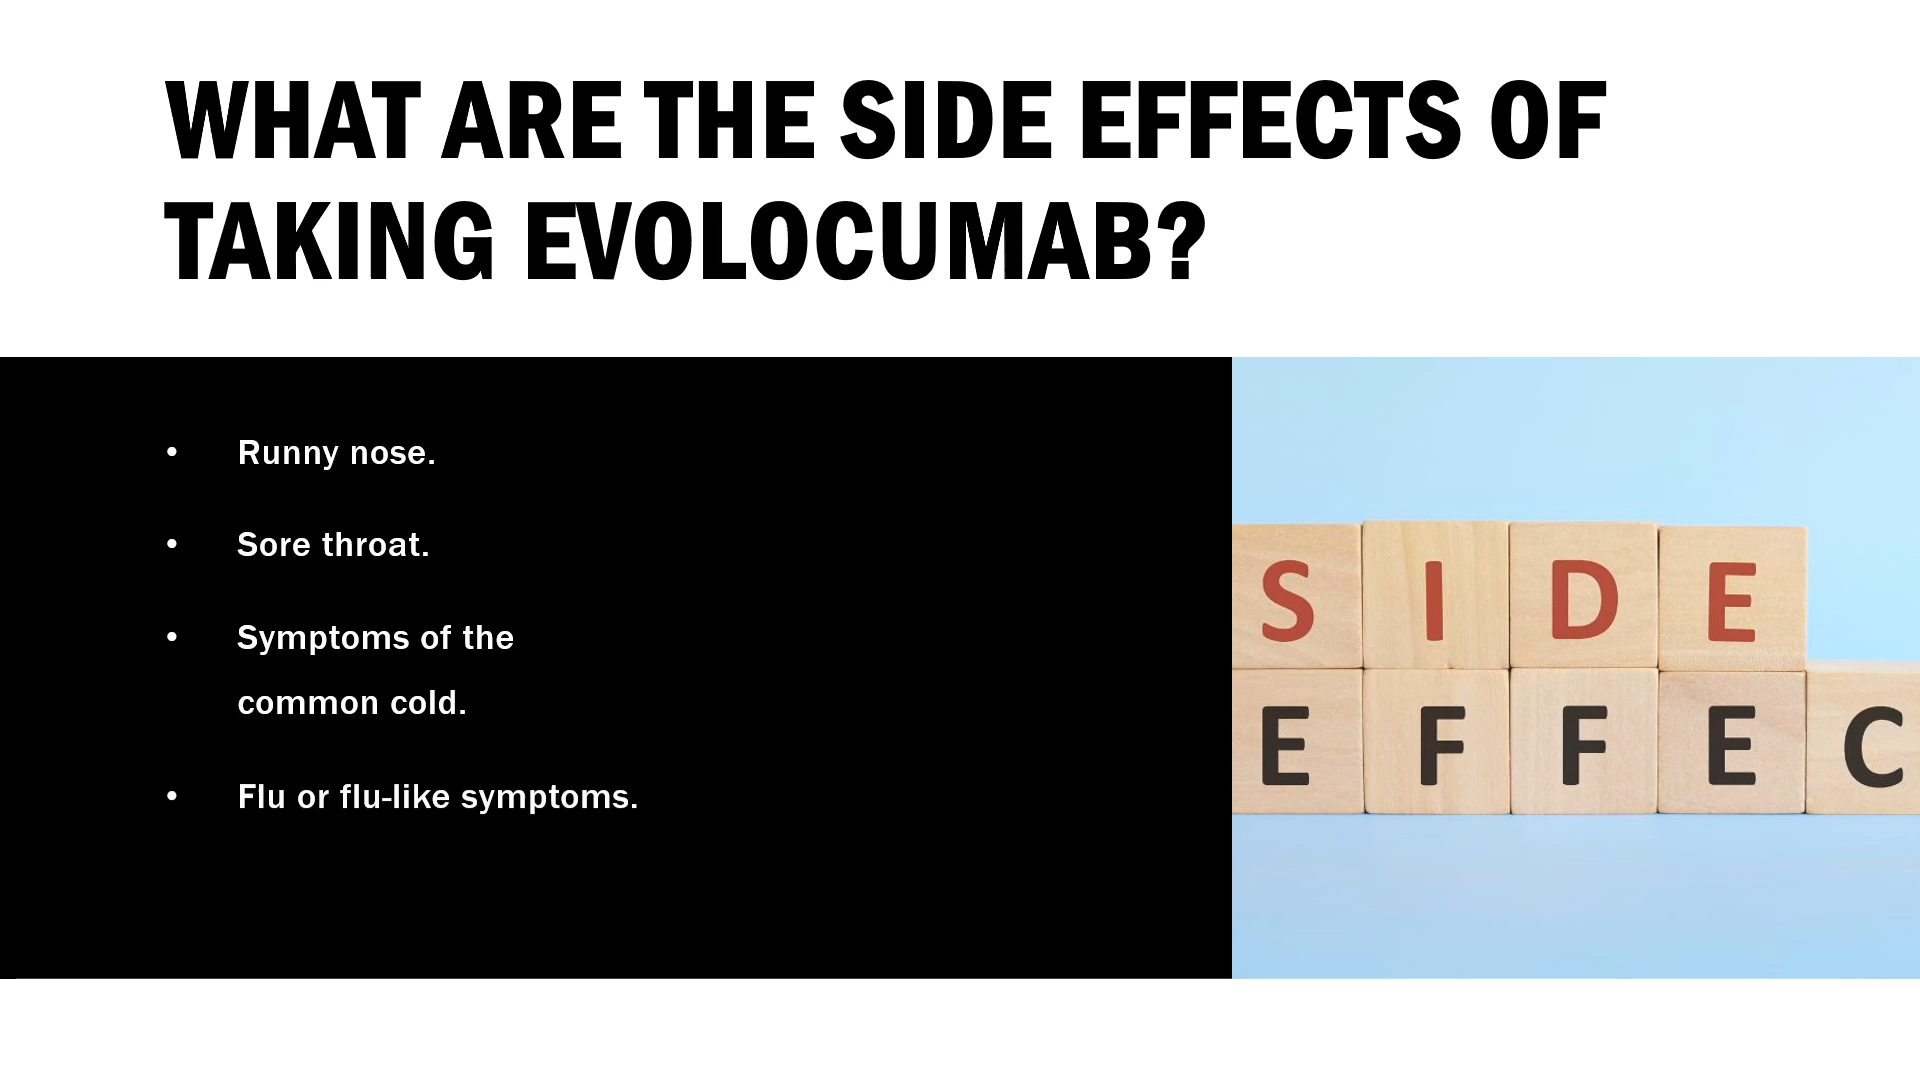 WHAT ARE THE SIDE EFFECTS OF
TAKING EVOLOCUMAB?
• Runny nose.
• Sore throat.
• Symptoms of the
common cold.
• Flu or flu-like symptoms.
SIDE
EFFEC